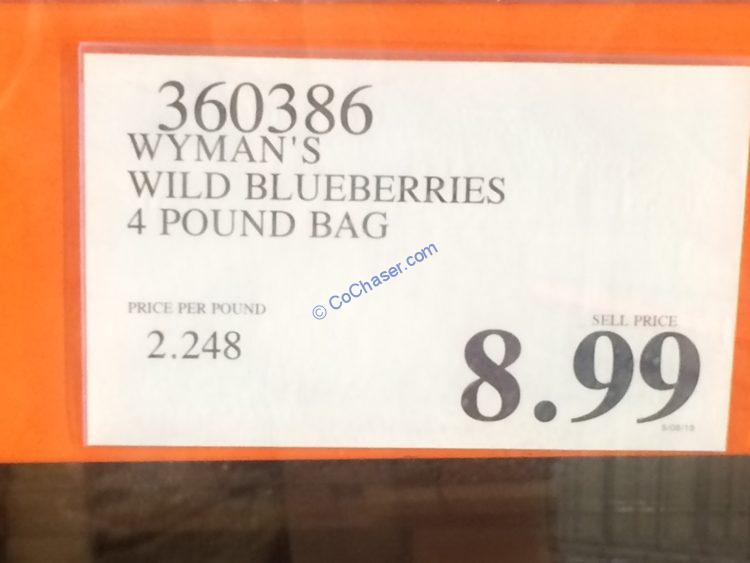 360386
WYMAN'S
WILD BLUEBERRIES
4 POUND BAG
© CoChaser.com
PRICE PER POUND
2.248
SELL PRICE
8.99